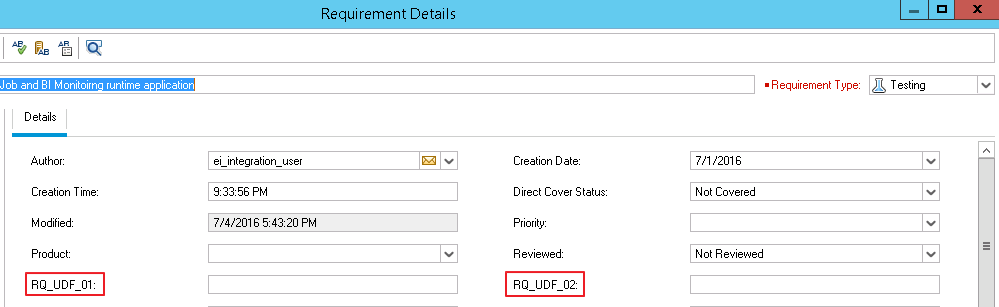 Requirement Details
Job and BI Monitoirng runtime application
Requirement Type: Testing
Details
Author: ei_integration_user Creation Date: 7/1/2016
Creation Time: 9:33:56 PM Direct Cover Status: Not Covered
Modified: 7/4/2016 5:43:20 PM Priority:
Product: Reviewed: Not Reviewed
RQ_UDF_01: RQ_UDF_02: